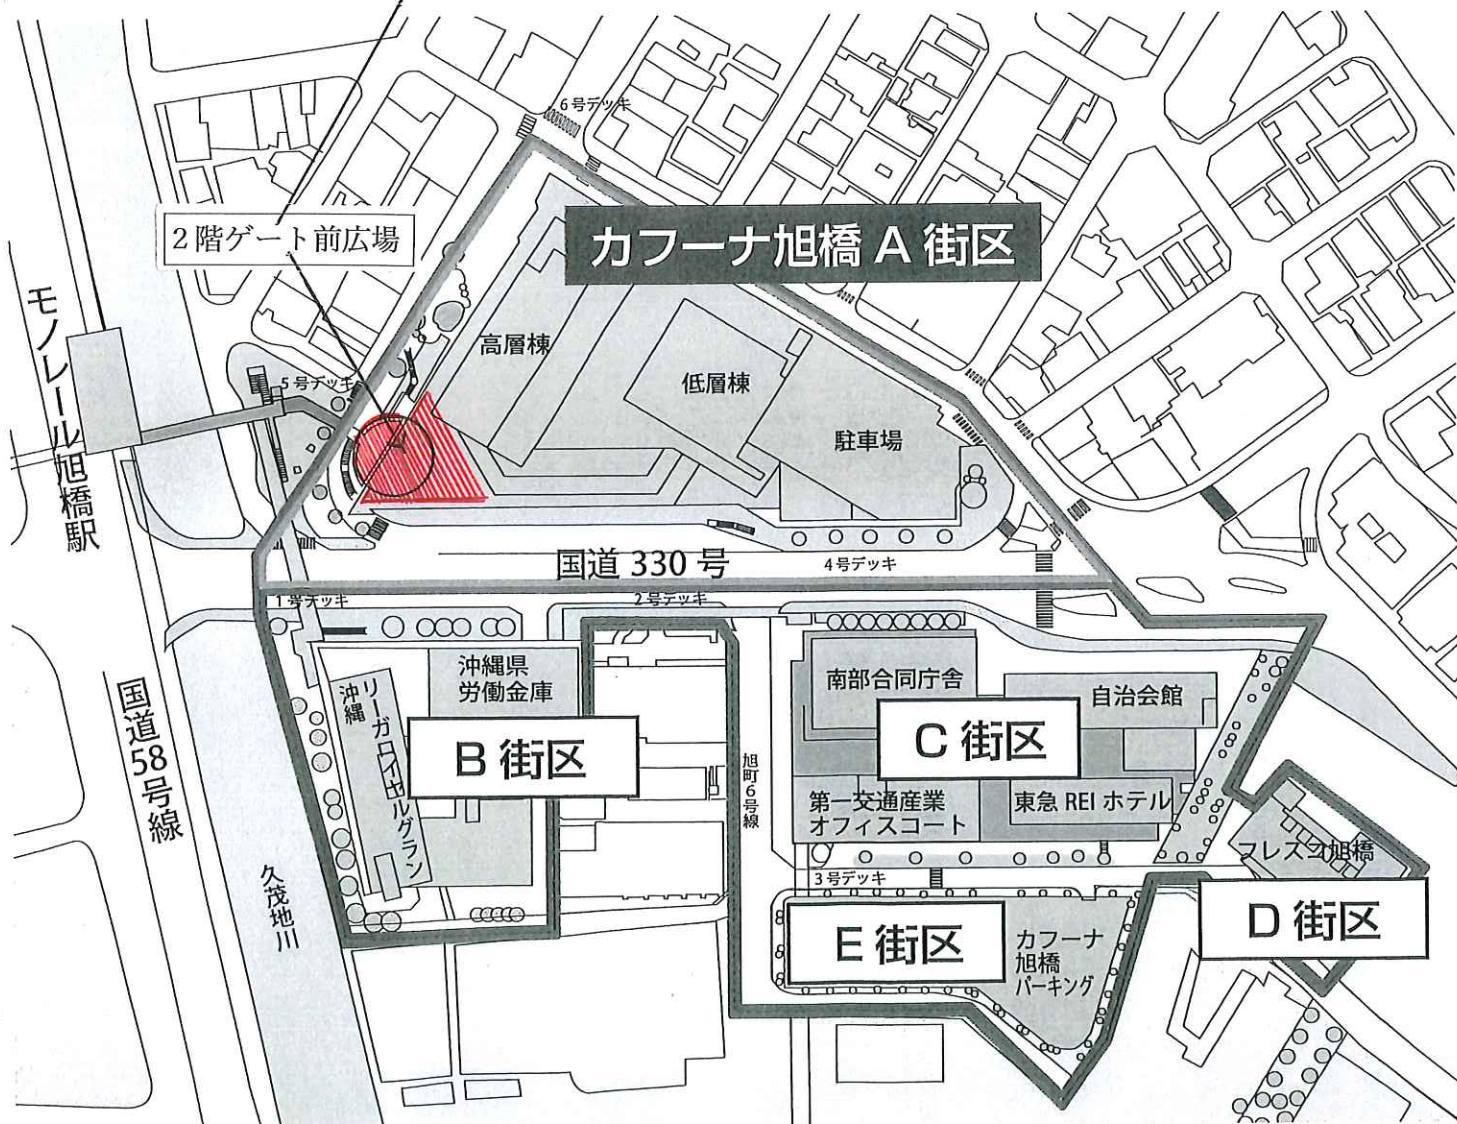 6号デッキ
2階ゲート前広場
カフーナ旭橋 A 街区
モノレール旭橋駅
高層棟
5号デッキ
低層棟
駐車場
国道 330 号
4号デッキ
1号デッキ
2号デッキ
国道58号線
久茂地川
沖縄県
労働金庫
リーガロイヤルグラン
沖縄
B 街区
旭町6号線
南部合同庁舎
自治会館
C 街区
第一交通産業
オフィスコート
東急 REI ホテル
フレスコ旭橋
3号デッキ
D 街区
E 街区
カフーナ
旭橋
パーキング